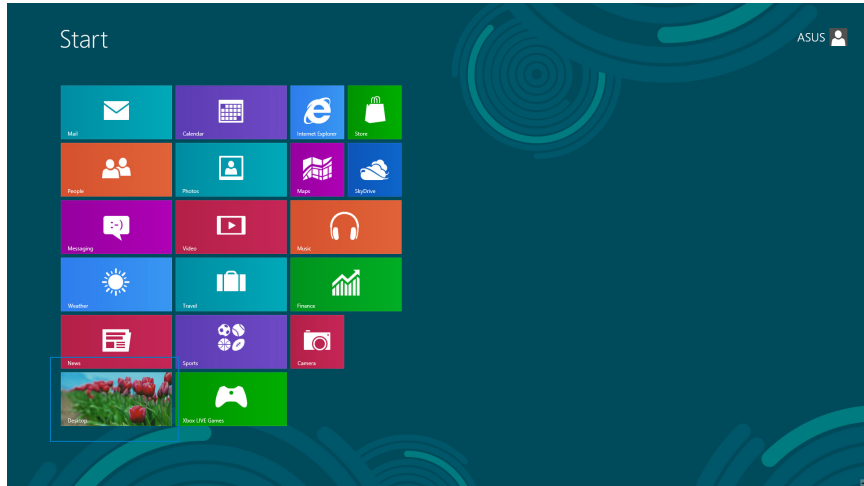 Start
ASUS
Mail
Calendar
Internet Explorer
Store
People
Photos
Maps
SkyDrive
Messaging
:-)
Video
Music
Weather
Travel
Finance
News
Sports
Camera
Desktop
Xbox LIVE Games